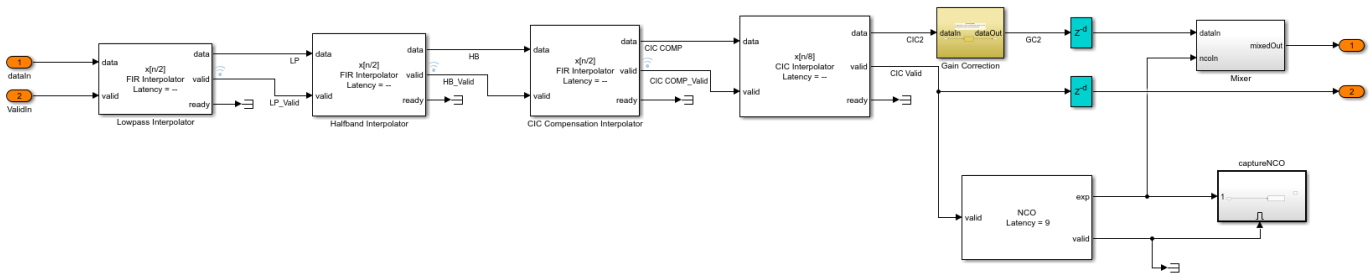 1
dataIn
2
ValidIn
data
valid
x[n/2]
FIR Interpolator
Latency = --
data
valid
ready
Lowpass Interpolator
LP
LP_Valid
data
valid
x[n/2]
FIR Interpolator
Latency = --
data
valid
ready
Halfband Interpolator
HB
HB_Valid
data
valid
x[n/2]
FIR Interpolator
Latency = --
data
valid
ready
CIC Compensation Interpolator
CIC COMP
CIC COMP_Valid
data
valid
x[n/8]
CIC Interpolator
Latency = --
data
valid
ready
CIC2
CIC Valid
dataIn
dataOut
Gain Correction
GC2
Z-d
Z-d
dataIn
ncoIn
mixedOut
Mixer
1
2
valid
NCO
Latency = 9
exp
valid
captureNCO
1